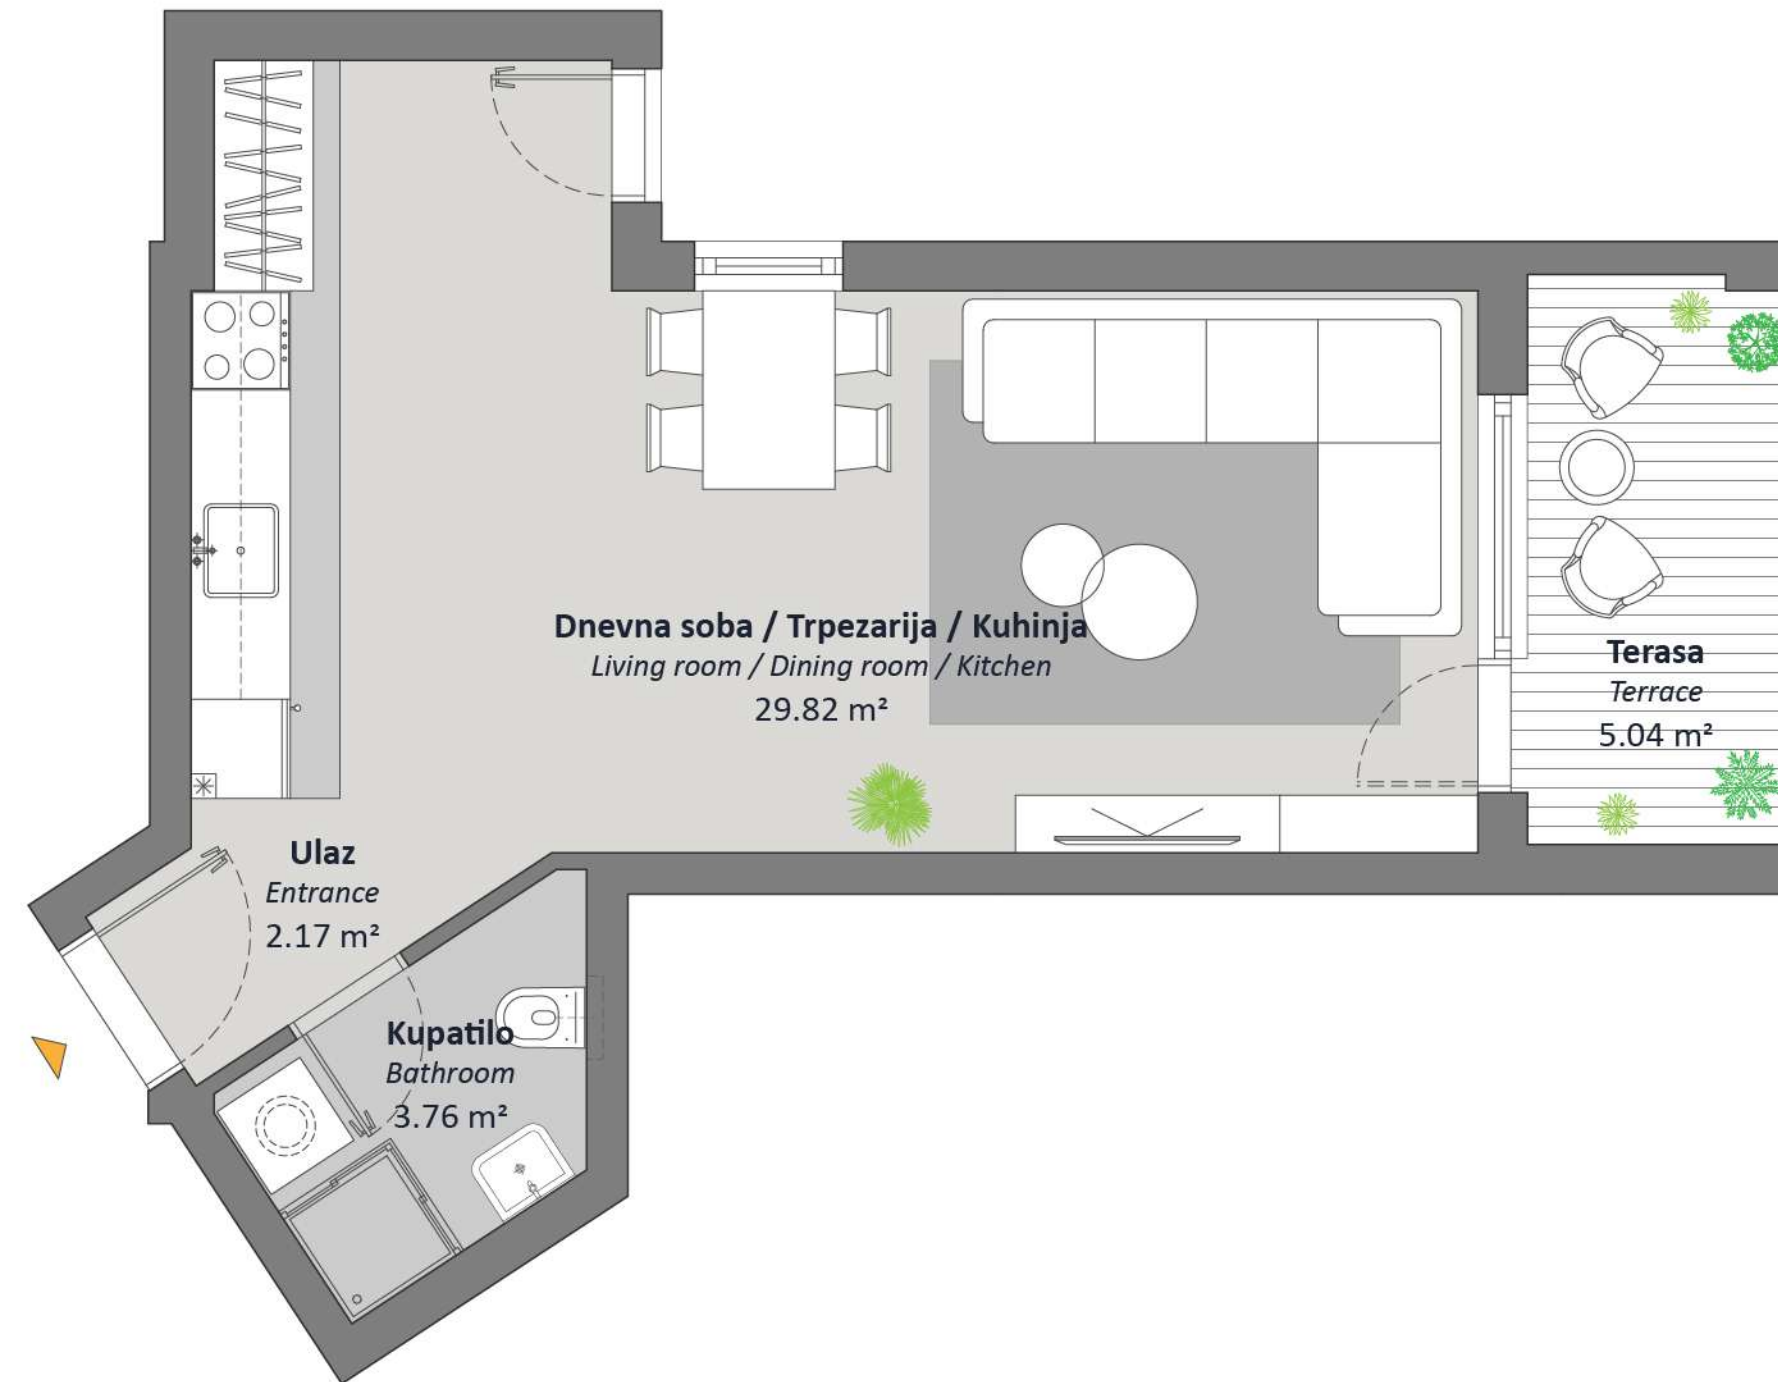 Dnevna soba / Trpezarija / Kuhinja
Living room / Dining room / Kitchen
29.82 m²
Terasa
Terrace
5.04 m²
Ulaz
Entrance
2.17 m²
Kupatilo
Bathroom
3.76 m²